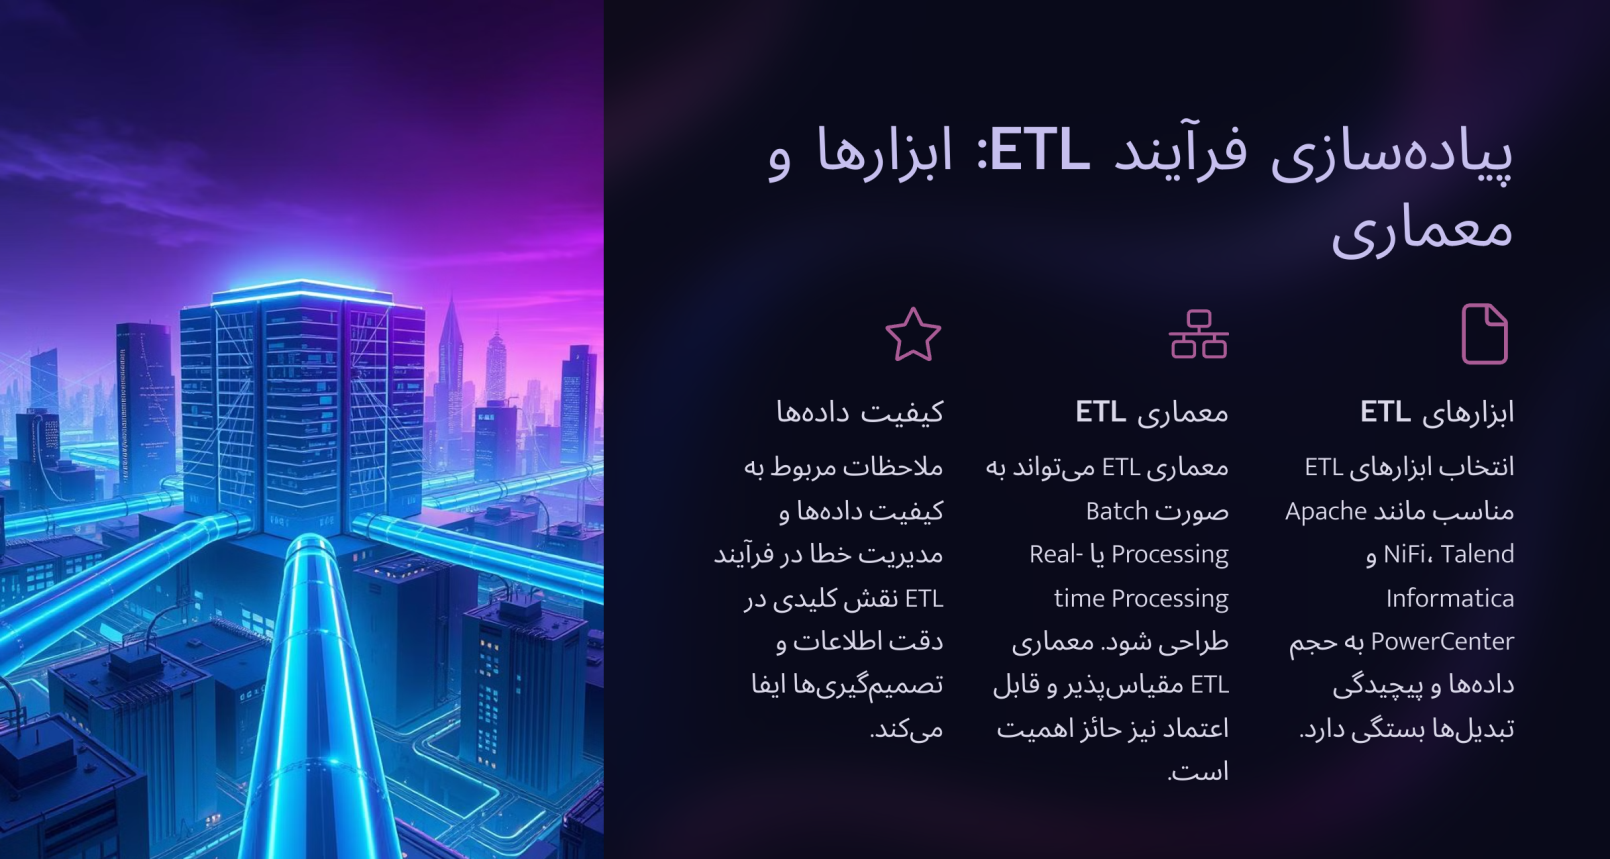 پیاده‌سازی فرآیند ETL: ابزارها و
معماری
ابزارهای ETL
انتخاب ابزارهای ETL
مناسب مانند Apache
NiFi، Talend و
Informatica
PowerCenter به حجم
داده‌ها و پیچیدگی
تبدیل‌ها بستگی دارد.
معماری ETL
معماری ETL می‌تواند به
صورت Batch
Processing یا Real-
time Processing
طراحی شود. معماری
ETL مقیاس‌پذیر و قابل
اعتماد نیز حائز اهمیت
است.
کیفیت داده‌ها
ملاحظات مربوط به
کیفیت داده‌ها و
مدیریت خطا در فرآیند
ETL نقش کلیدی در
دقت اطلاعات و
تصمیم‌گیری‌ها ایفا
می‌کند.